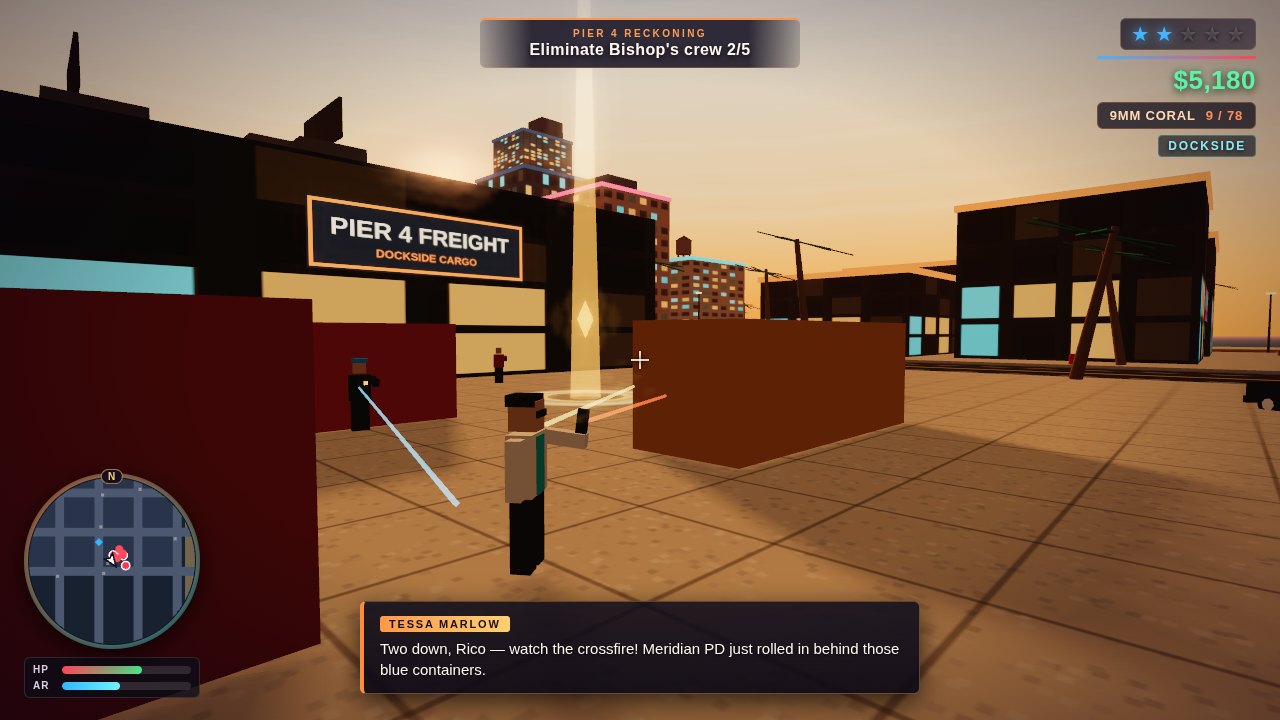 PIER 4 RECKONING
Eliminate Bishop's crew 2/5
$5,180
9MM CORAL 9 / 78
DOCKSIDE
PIER 4 FREIGHT
DOCKSIDE CARGO
N
HP
AR
TESSA MARLOW
Two down, Rico — watch the crossfire! Meridian PD just rolled in behind those
blue containers.